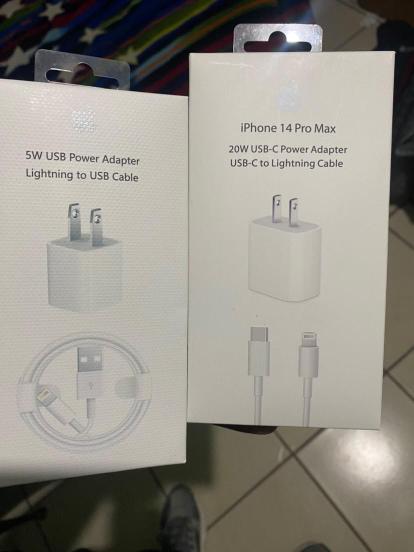 5W USB Power Adapter
Lightning to USB Cable
iPhone 14 Pro Max
20W USB-C Power Adapter
USB-C to Lightning Cable